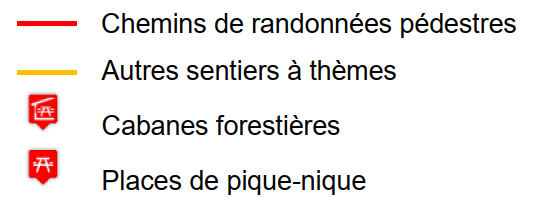 Chemins de randonnées pédestres
Autres sentiers à thèmes
Cabanes forestières
Places de pique-nique